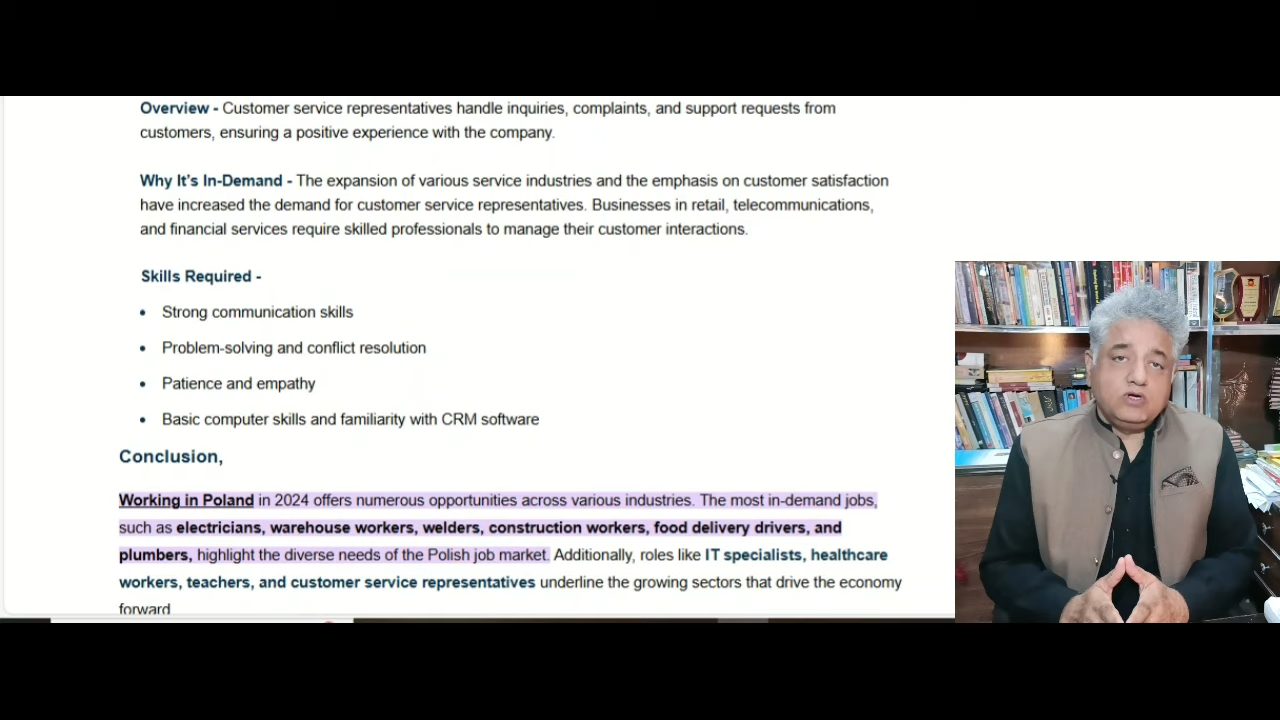 Overview - Customer service representatives handle inquiries, complaints, and support requests from
customers, ensuring a positive experience with the company.
Why It's In-Demand - The expansion of various service industries and the emphasis on customer satisfaction
have increased the demand for customer service representatives. Businesses in retail, telecommunications,
and financial services require skilled professionals to manage their customer interactions.
Skills Required -
• Strong communication skills
• Problem-solving and conflict resolution
• Patience and empathy
• Basic computer skills and familiarity with CRM software
Conclusion,
Working in Poland in 2024 offers numerous opportunities across various industries. The most in-demand jobs,
such as electricians, warehouse workers, welders, construction workers, food delivery drivers, and
plumbers, highlight the diverse needs of the Polish job market. Additionally, roles like IT specialists, healthcare
workers, teachers, and customer service representatives underline the growing sectors that drive the economy
forward